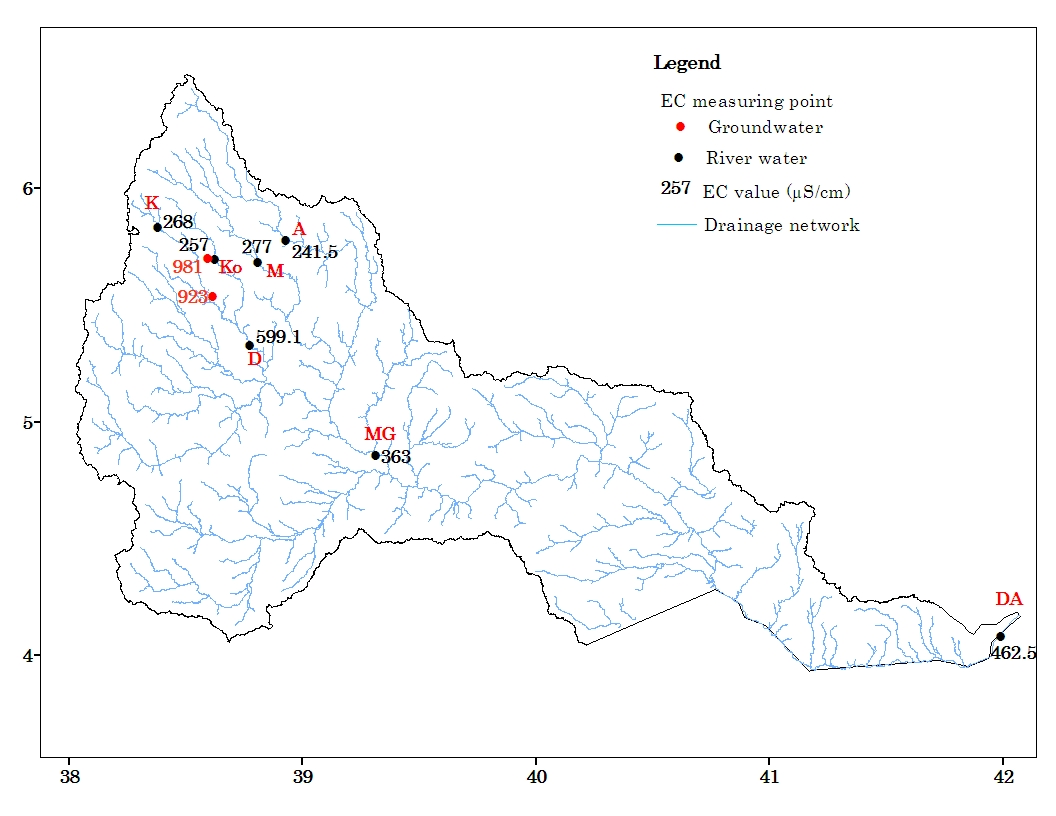 Legend
EC measuring point
Groundwater
River water
257 EC value (µS/cm)
Drainage network
6
K
268
A
257
277
241.5
981
Ko
M
923
599.1
D
5
MG
363
DA
4
462.5
38
39
40
41
42